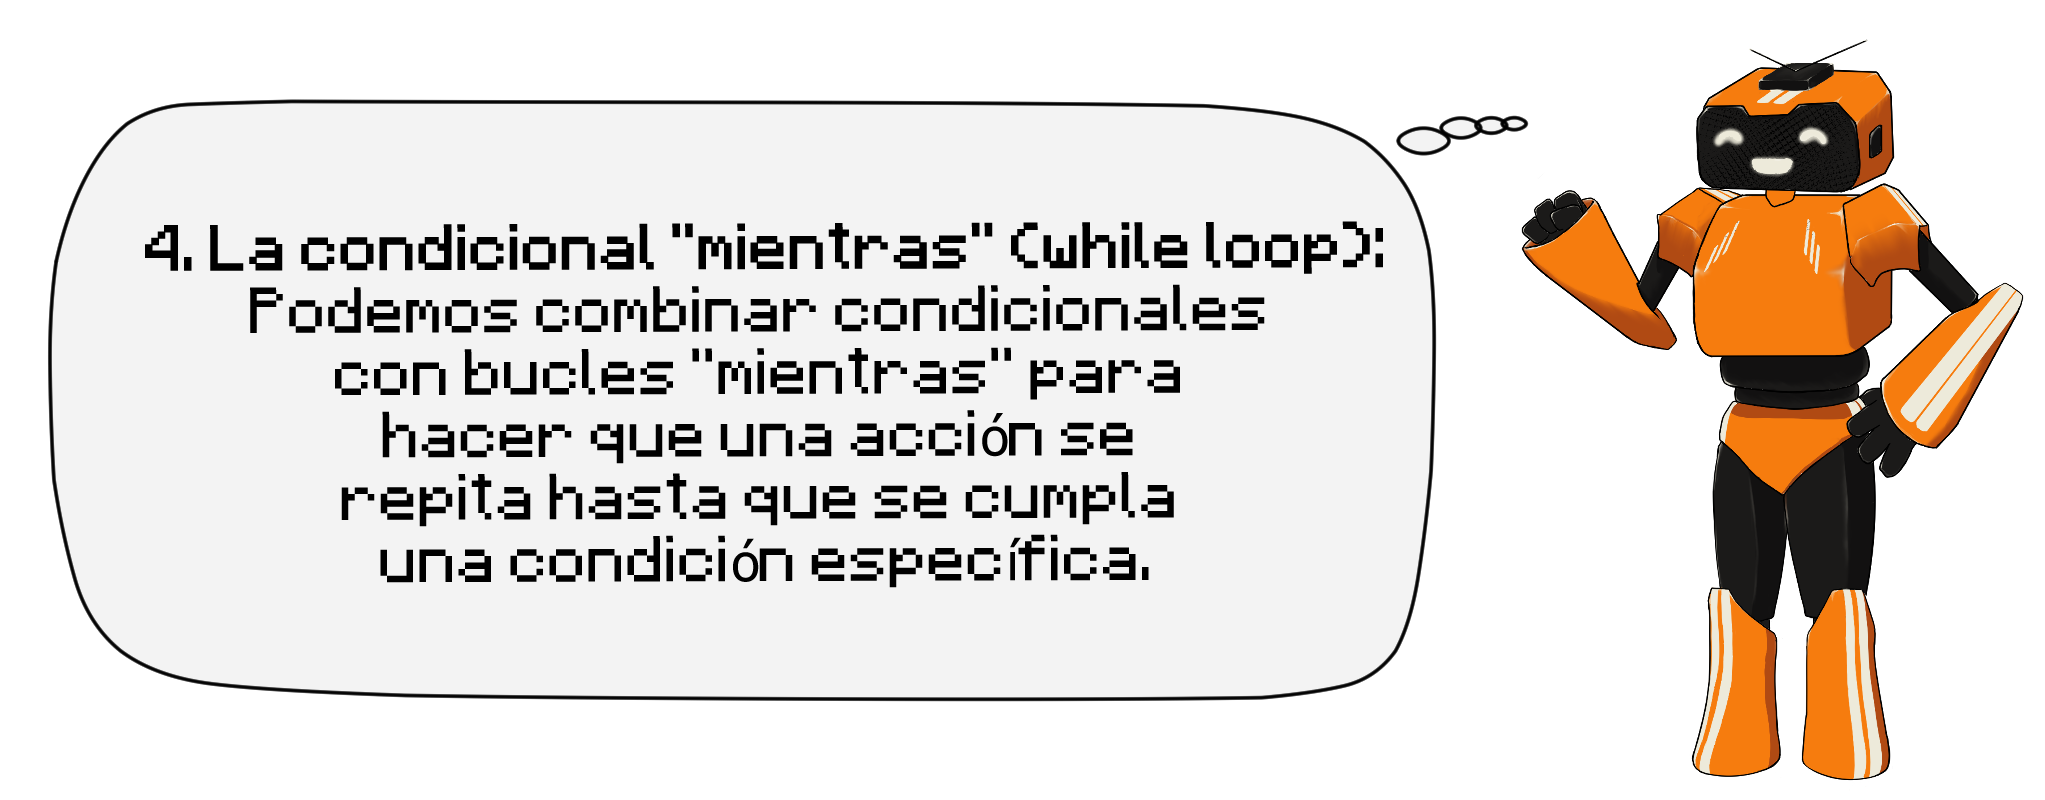 4. La condicional "mientras" (while loop):
Podemos combinar condicionales
con bucles "mientras" para
hacer que una acción se
repita hasta que se cumpla
una condición específica.